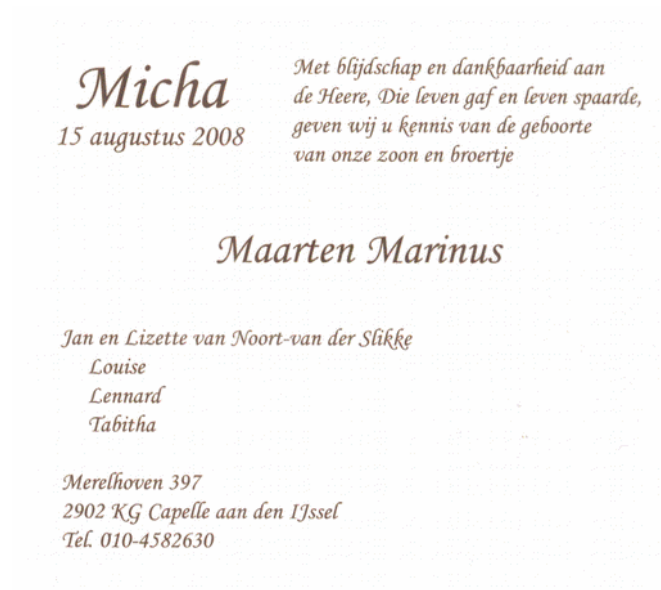 Micha
15 augustus 2008
Met blijdschap en dankbaarheid aan
de Heere, Die leven gaf en leven spaarde,
geven wij u kennis van de geboorte
van onze zoon en broertje
Maarten Marinus
Jan en Lizette van Noort-van der Slikke
Louise
Lennard
Tabitha
Merelhoven 397
2902 KG Capelle aan den IJssel
Tel. 010-4582630